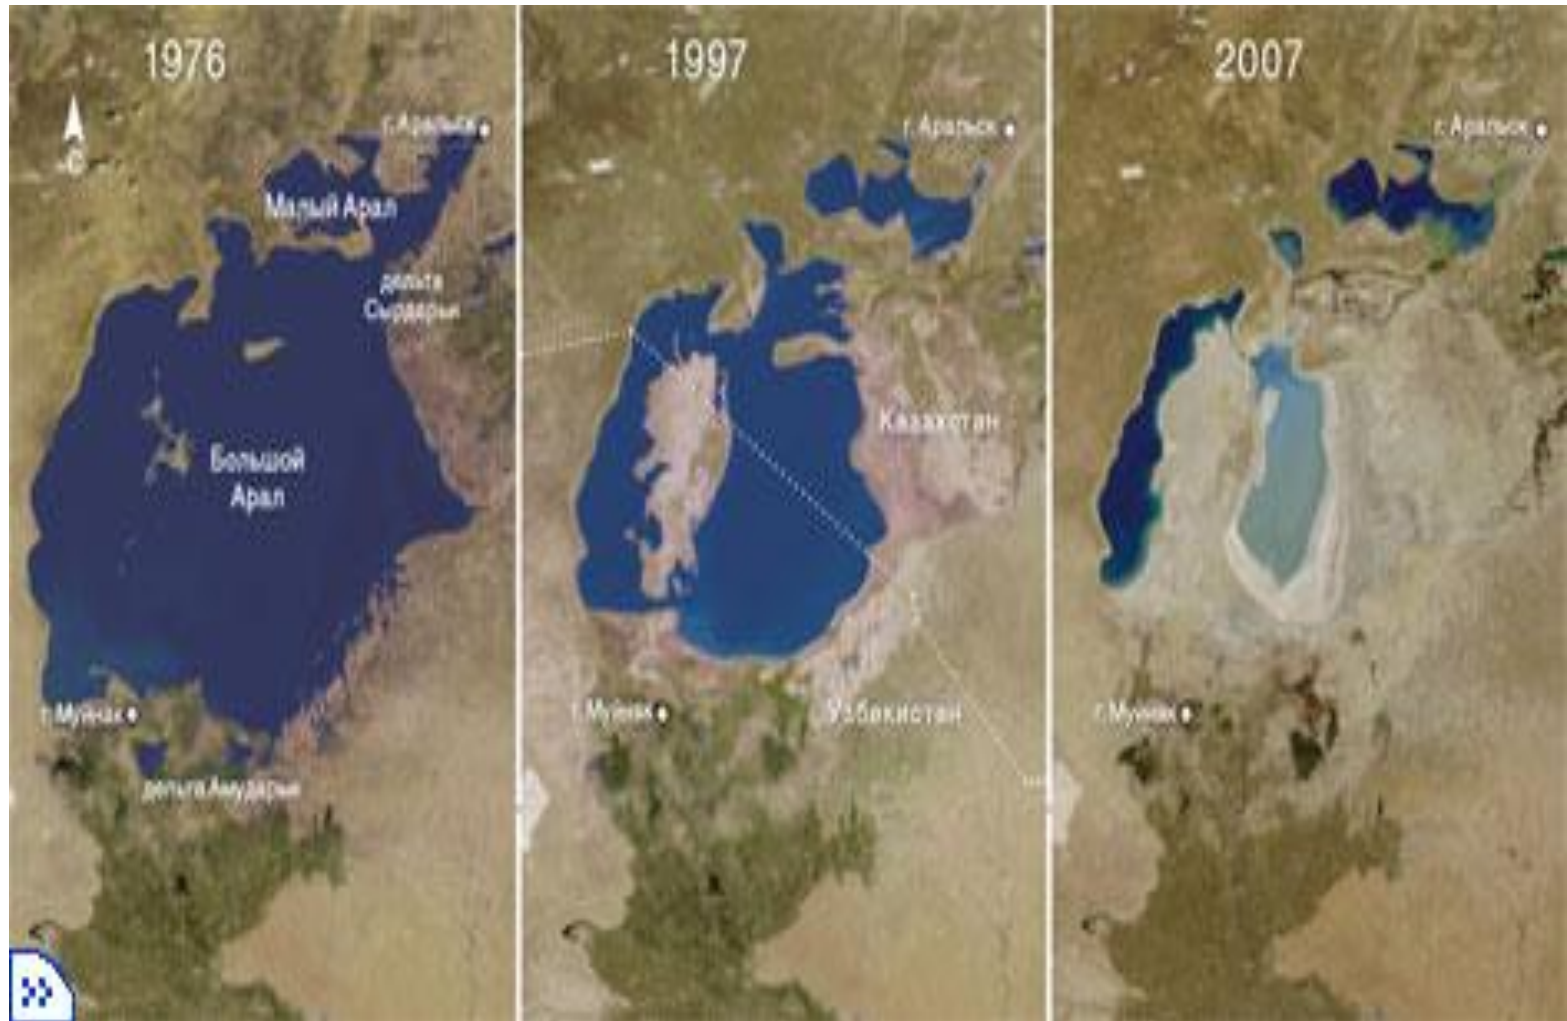 1976
г.Аральск
С
Малый Арал
дельта
Сырдарьи
Большой
Арал
г.Муйнак
дельта Амударьи
1997
г.Аральск
Казахстан
г.Муйнак
Узбекистан
2007
г.Аральск
г.Муйнак